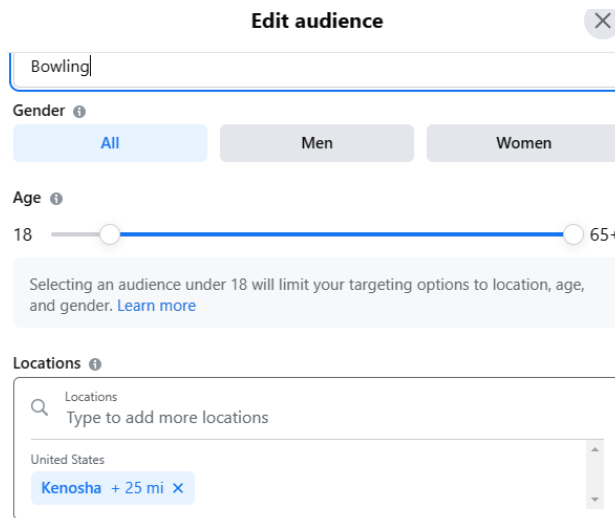 Edit audience
Bowling
Gender
All Men Women
Age
18 65+
Selecting an audience under 18 will limit your targeting options to location, age,
and gender. Learn more
Locations
Locations
Type to add more locations
United States
Kenosha + 25 mi